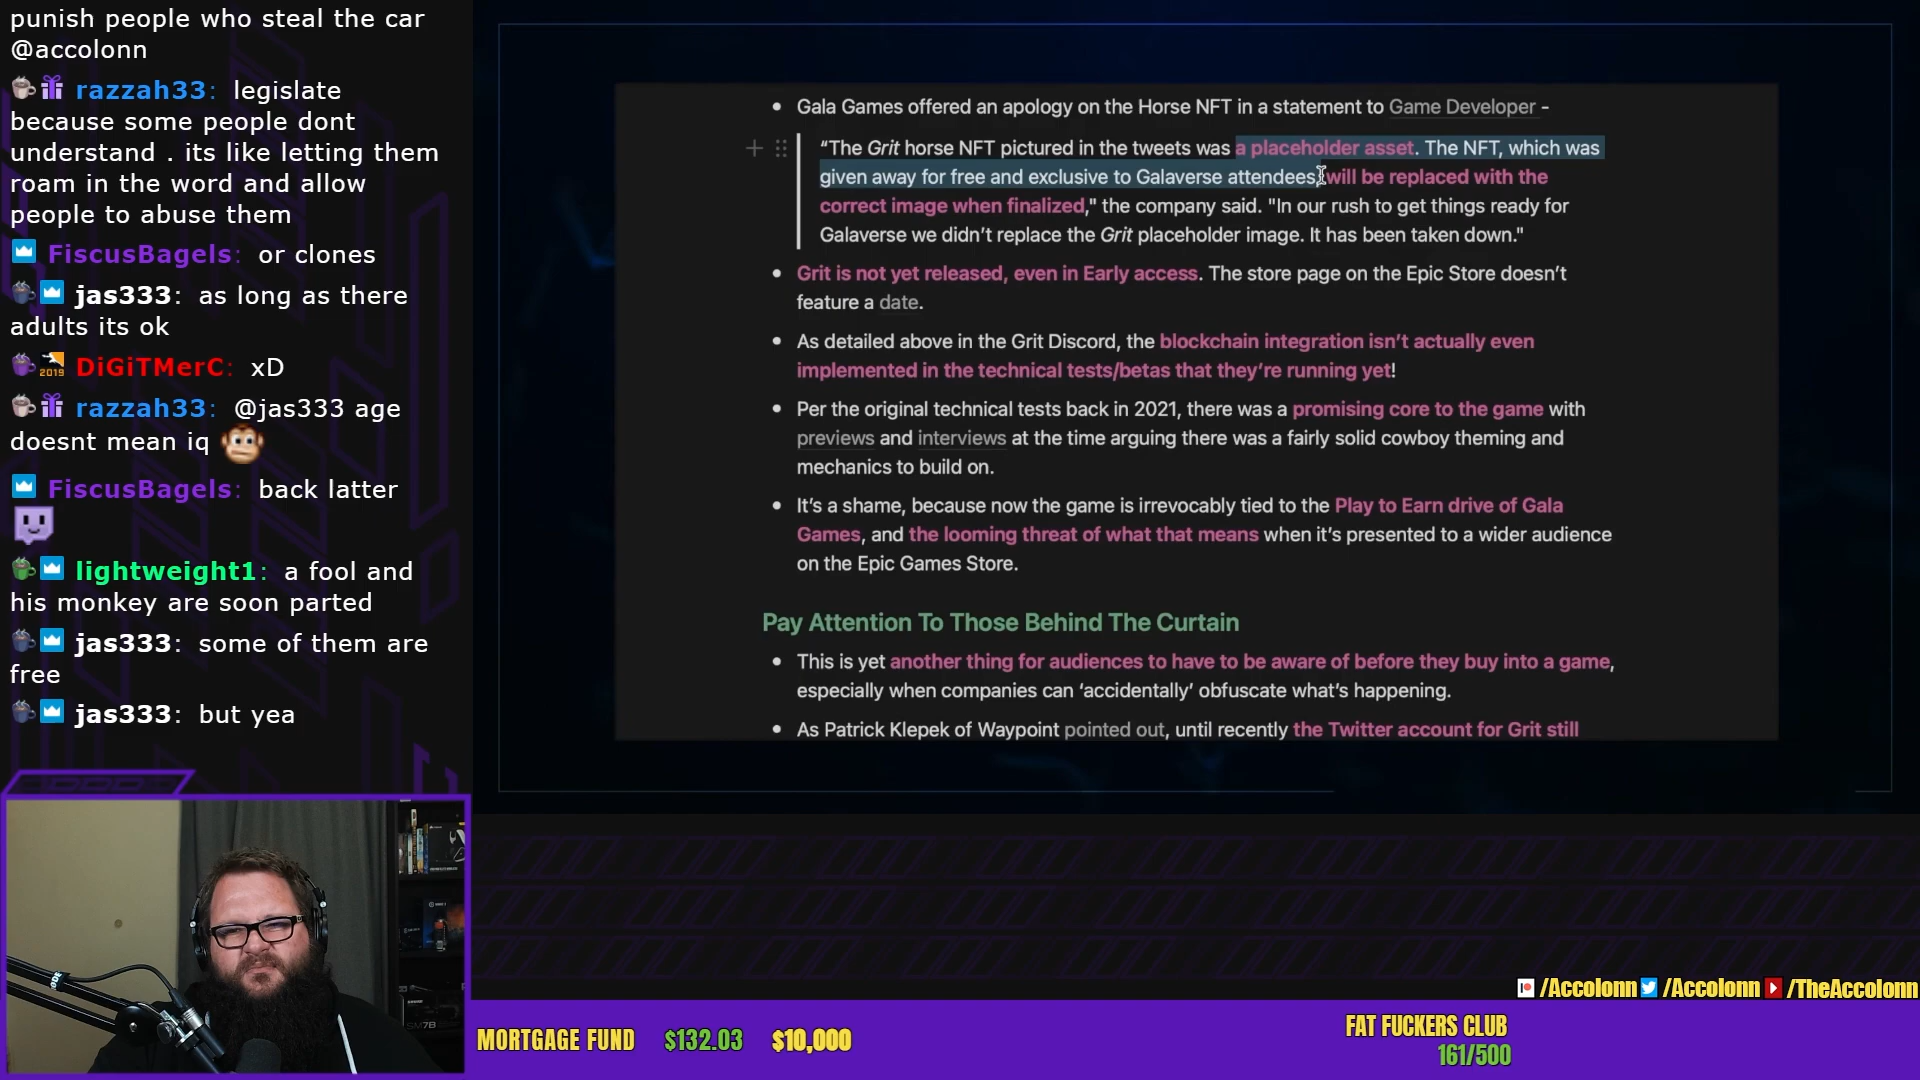 punish people who steal the car
@accolonn
razzah33: legislate
because some people dont
understand . its like letting them
roam in the word and allow
people to abuse them
FiscusBagels: or clones
jas333: as long as there
adults its ok
2019 DiGiTMerC: xD
razzah33: @jas333 age
doesnt mean iq
FiscusBagels: back latter
lightweight1: a fool and
his monkey are soon parted
jas333: some of them are
free
jas333: but yea
Gala Games offered an apology on the Horse NFT in a statement to Game Developer -
“The Grit horse NFT pictured in the tweets was a placeholder asset. The NFT, which was
given away for free and exclusive to Galaverse attendees, will be replaced with the
correct image when finalized," the company said. "In our rush to get things ready for
Galaverse we didn’t replace the Grit placeholder image. It has been taken down."
Grit is not yet released, even in Early access. The store page on the Epic Store doesn’t
feature a date.
As detailed above in the Grit Discord, the blockchain integration isn’t actually even
implemented in the technical tests/betas that they’re running yet!
Per the original technical tests back in 2021, there was a promising core to the game with
previews and interviews at the time arguing there was a fairly solid cowboy theming and
mechanics to build on.
It’s a shame, because now the game is irrevocably tied to the Play to Earn drive of Gala
Games, and the looming threat of what that means when it’s presented to a wider audience
on the Epic Games Store.
Pay Attention To Those Behind The Curtain
This is yet another thing for audiences to have to be aware of before they buy into a game,
especially when companies can ‘accidentally’ obfuscate what’s happening.
As Patrick Klepek of Waypoint pointed out, until recently the Twitter account for Grit still
SM7B
/Accolonn /Accolonn /TheAccolonn
MORTGAGE FUND $132.03 $10,000
FAT FUCKERS CLUB
161/500